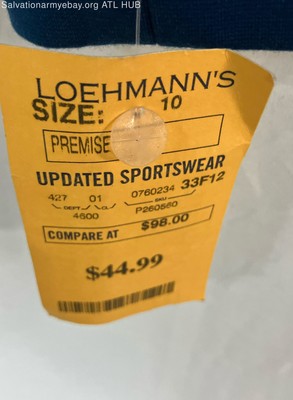 Salvationarmyebay.org ATL HUB
LOEHMANN'S
SIZE: 10
PREMISE
UPDATED SPORTSWEAR
427 01 0760234 33F12
DEPT. CL SKU
4600 P260560
COMPARE AT $98.00
$44.99